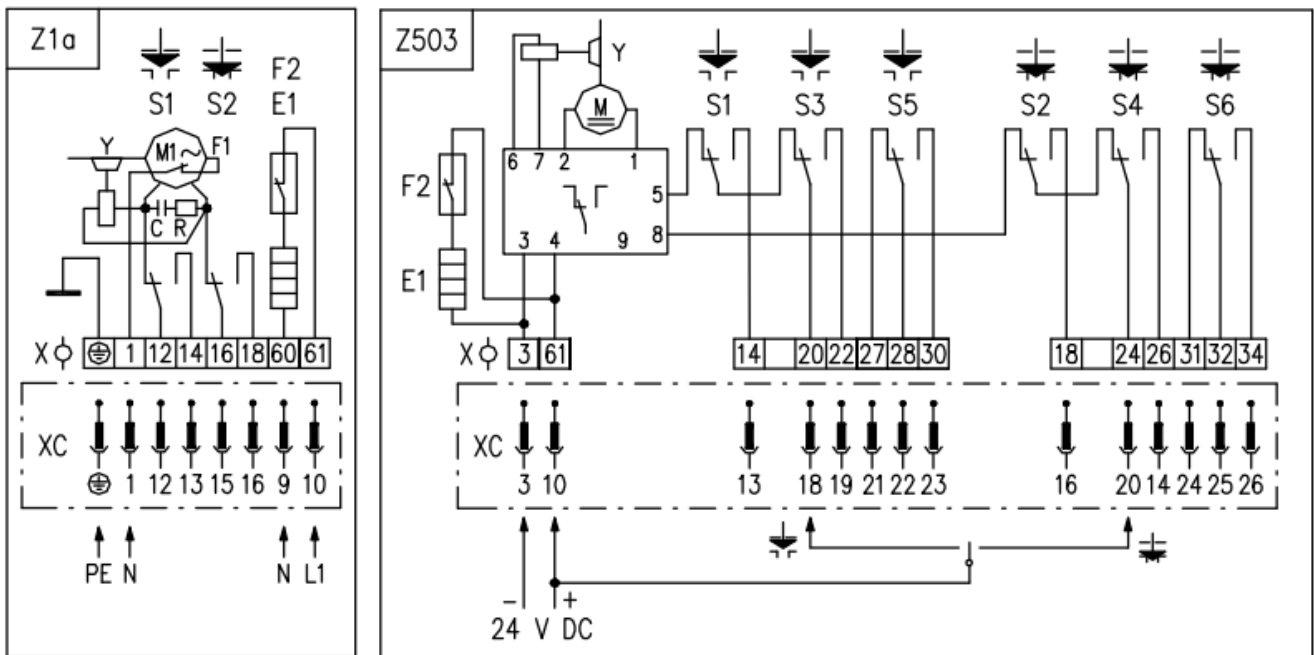 Z1a
S1 S2 F2
E1
Y M1 F1
C R
X 1 12 14 16 18 60 61
XC
1 12 13 15 16 9 10
PE N N L1
Z503
Y
M
S1 S3 S5 S2 S4 S6
6 7 2 1
F2 5
8
3 4 9
E1
X 3 61 14 20 22 27 28 30 18 24 26 31 32 34
XC
3 10 13 18 19 21 22 23 16 20 14 24 25 26
− +
24 V DC